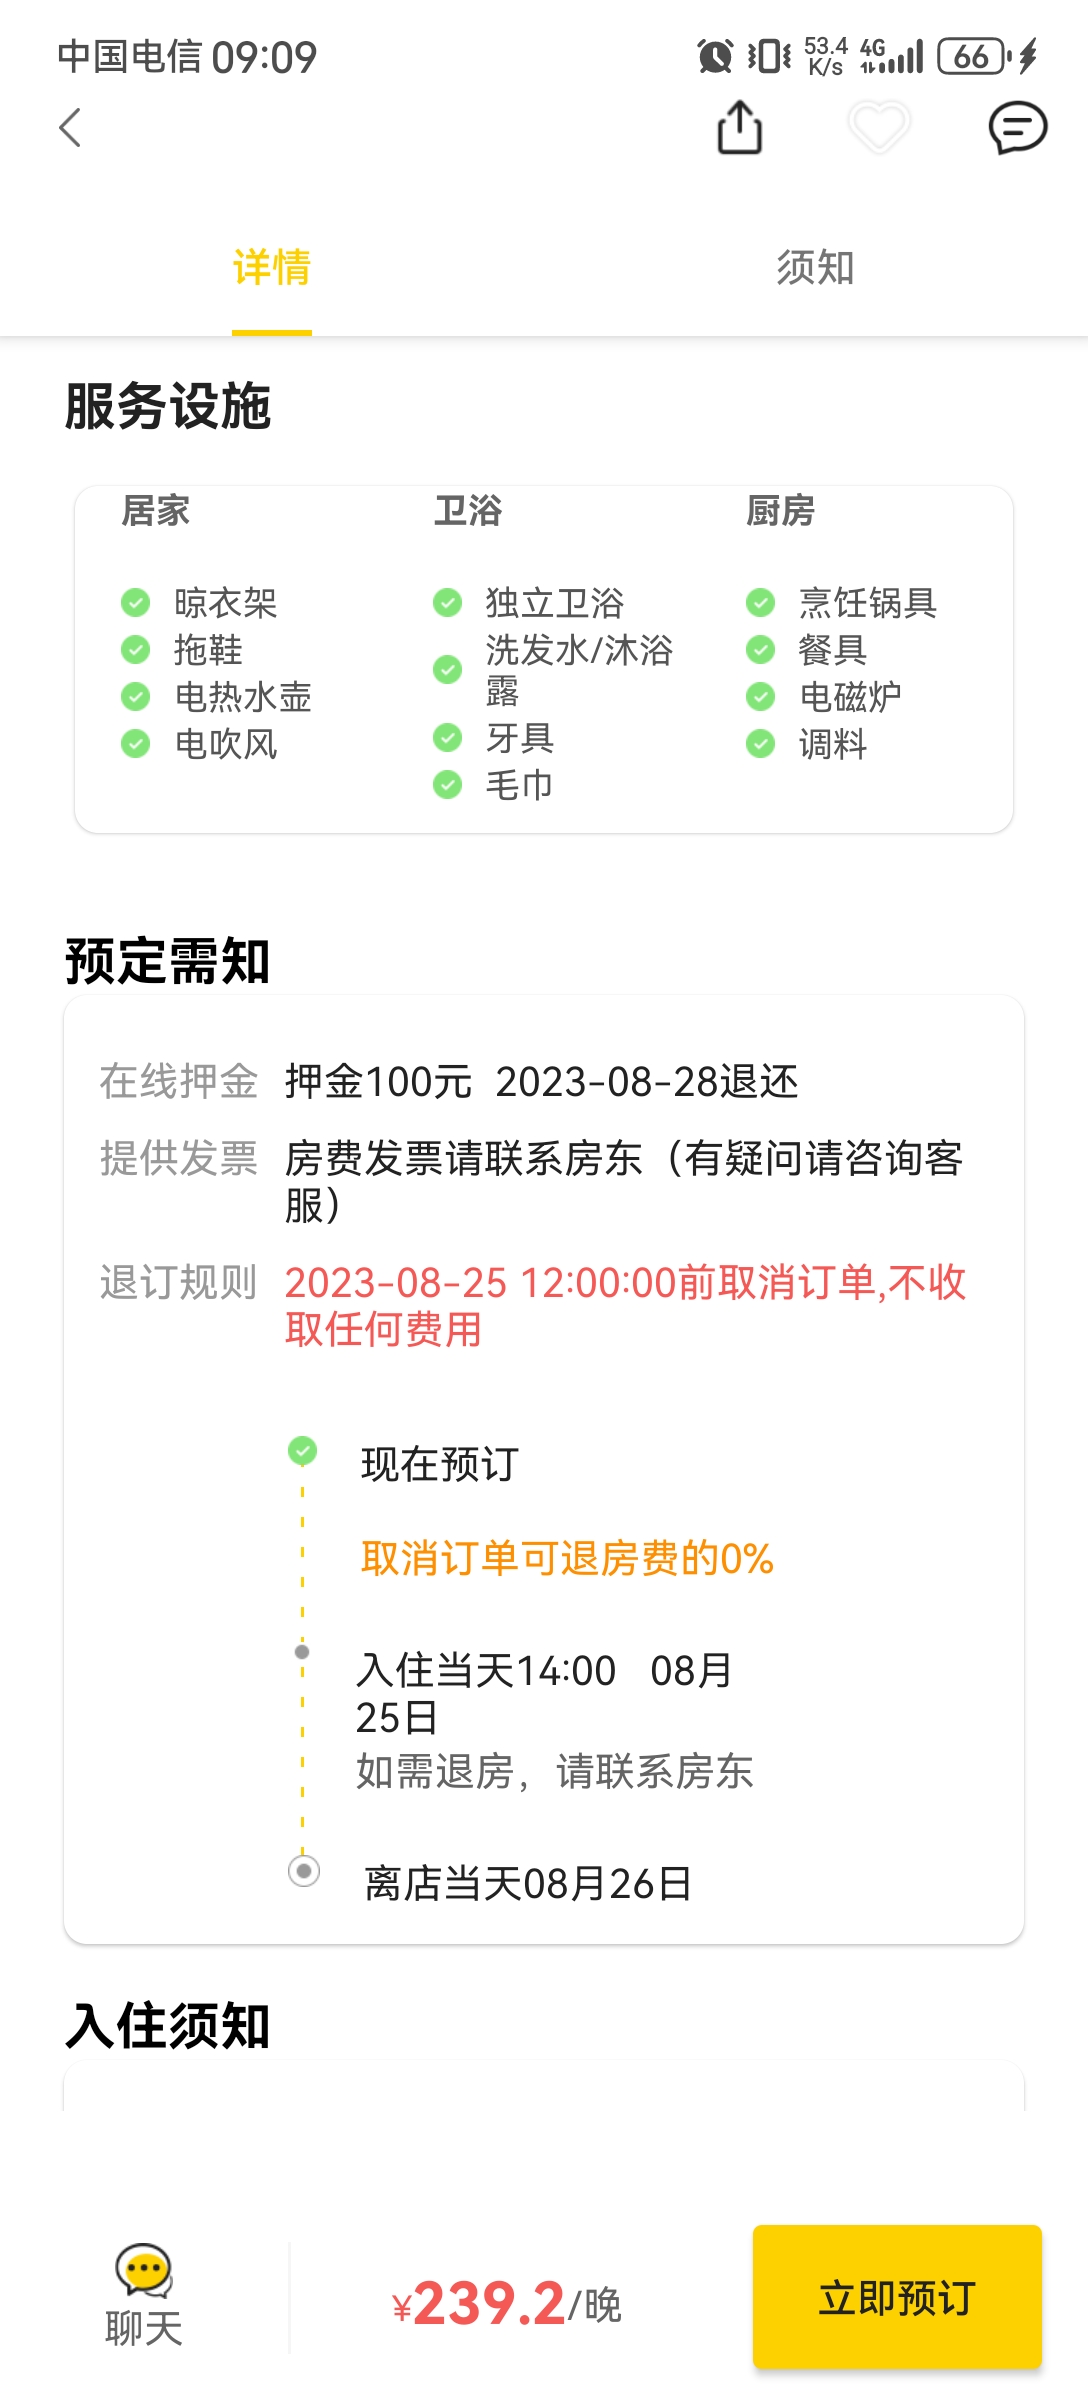 中国电信 09:09
53.4
K/s
4G
66
详情
须知
服务设施
居家
卫浴
厨房
晾衣架
拖鞋
电热水壶
电吹风
独立卫浴
洗发水/沐浴
露
牙具
毛巾
烹饪锅具
餐具
电磁炉
调料
预定需知
在线押金 押金100元 2023-08-28退还
提供发票 房费发票请联系房东（有疑问请咨询客
服）
退订规则 2023-08-25 12:00:00前取消订单,不收
取任何费用
现在预订
取消订单可退房费的0%
入住当天14:00 08月
25日
如需退房，请联系房东
离店当天08月26日
入住须知
聊天
¥239.2/晚
立即预订